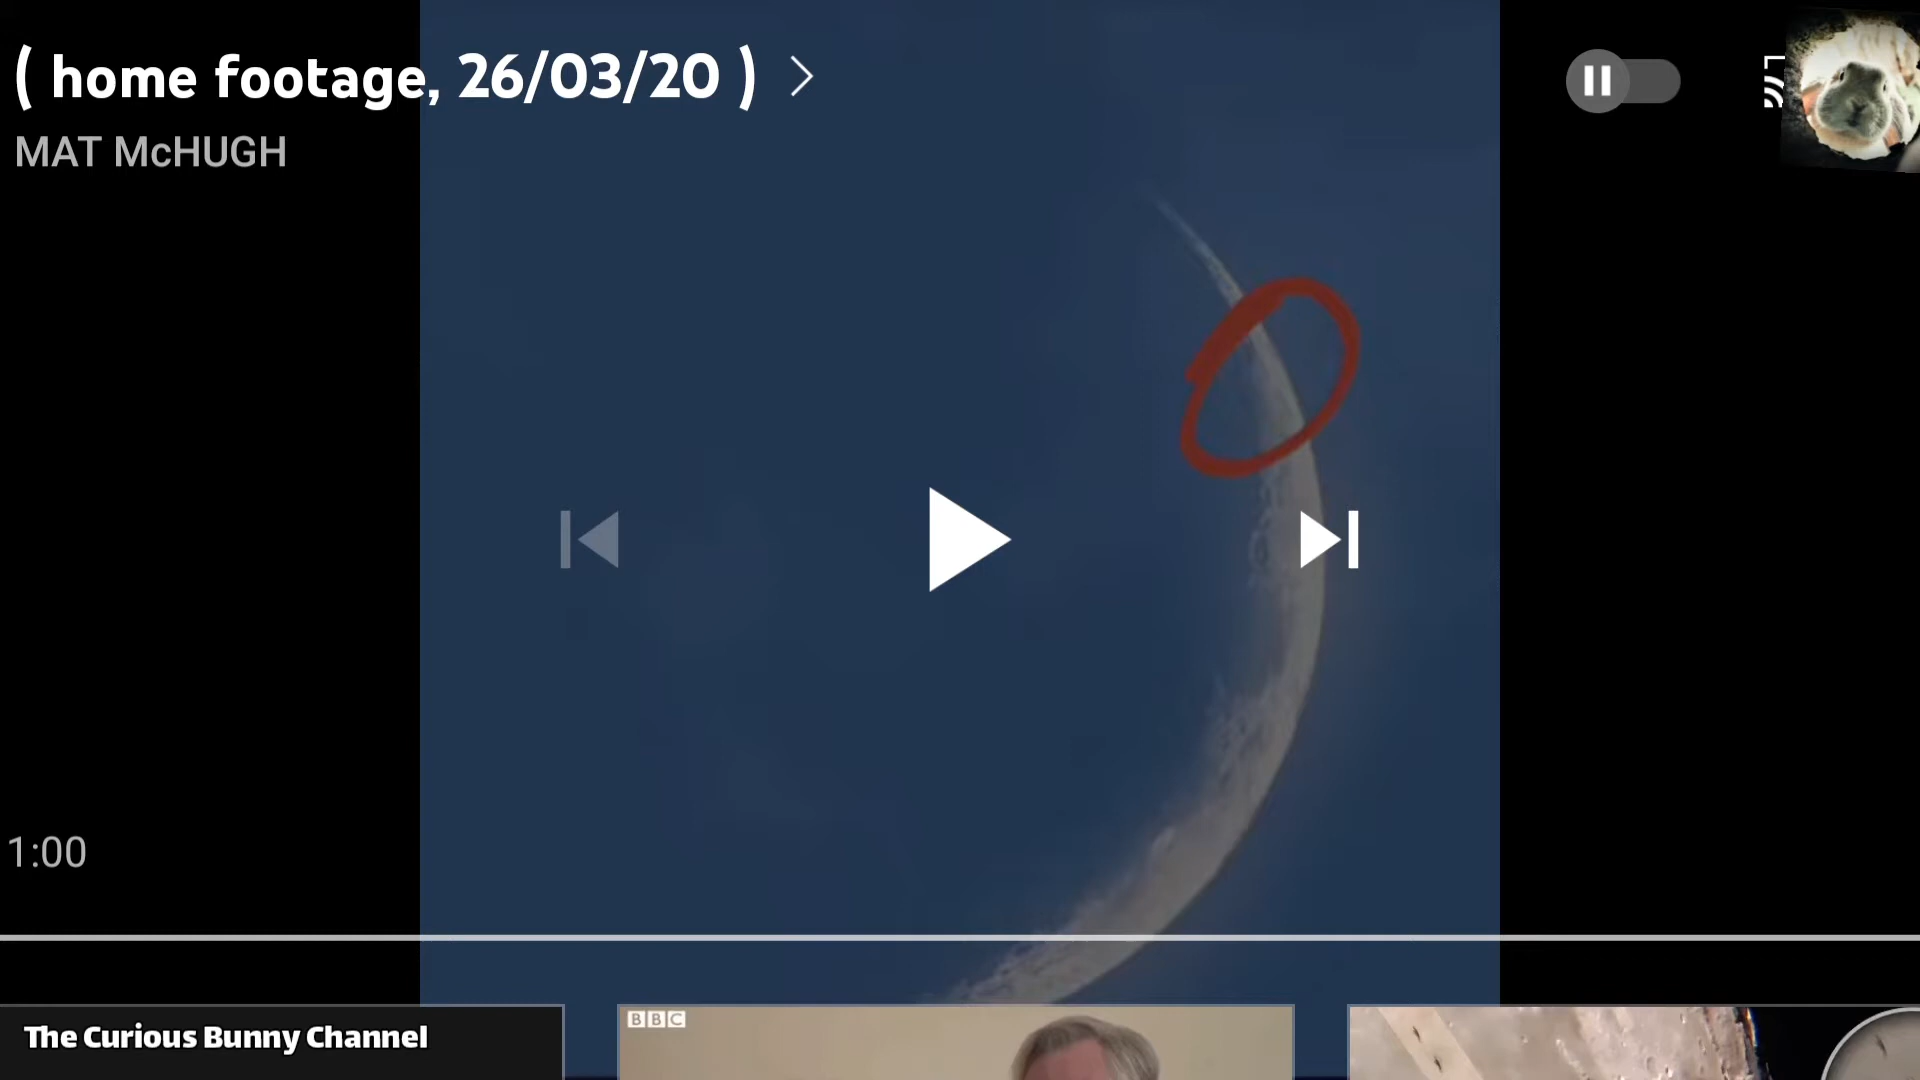 ( home footage, 26/03/20 )
MAT McHUGH
1:00
The Curious Bunny Channel
BBC